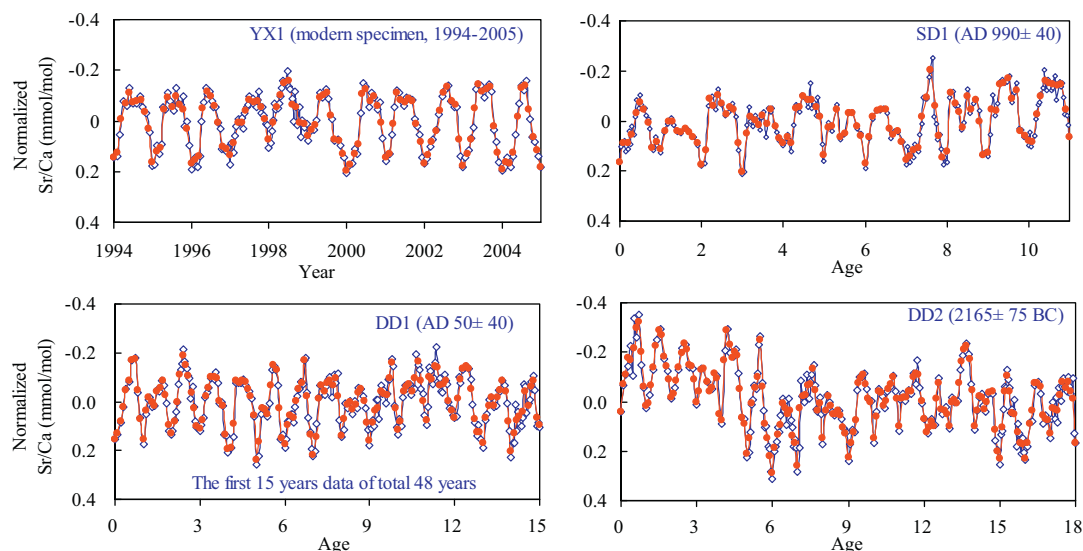 YX1 (modern specimen, 1994-2005)
Normalized
Sr/Ca (mmol/mol)
-0.4
-0.2
0
0.2
0.4
1994 1996 1998 2000 2002 2004
Year
SD1 (AD 990± 40)
-0.4
-0.2
0
0.2
0.4
0 2 4 6 8 10
Age
DD1 (AD 50± 40)
Normalized
Sr/Ca (mmol/mol)
-0.4
-0.2
0.0
0.2
0.4
The first 15 years data of total 48 years
0 3 6 9 12 15
Age
DD2 (2165± 75 BC)
-0.4
-0.2
0.0
0.2
0.4
0 3 6 9 12 15 18
Age